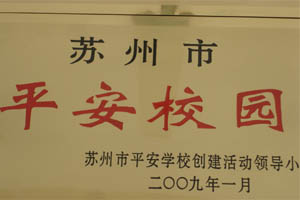 苏州市
平安校园
苏州市平安学校创建活动领导小
二〇〇九年一月